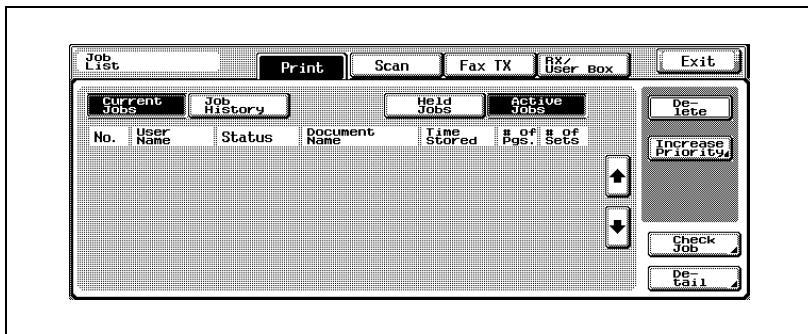 Job List
Print Scan Fax TX RX/ User Box Exit
Current Jobs Job History Held Jobs Active Jobs De- lete
No. User Name Status Document Name Time Stored # of Pgs. # of Sets
Increase Priority
Check Job
De- tail